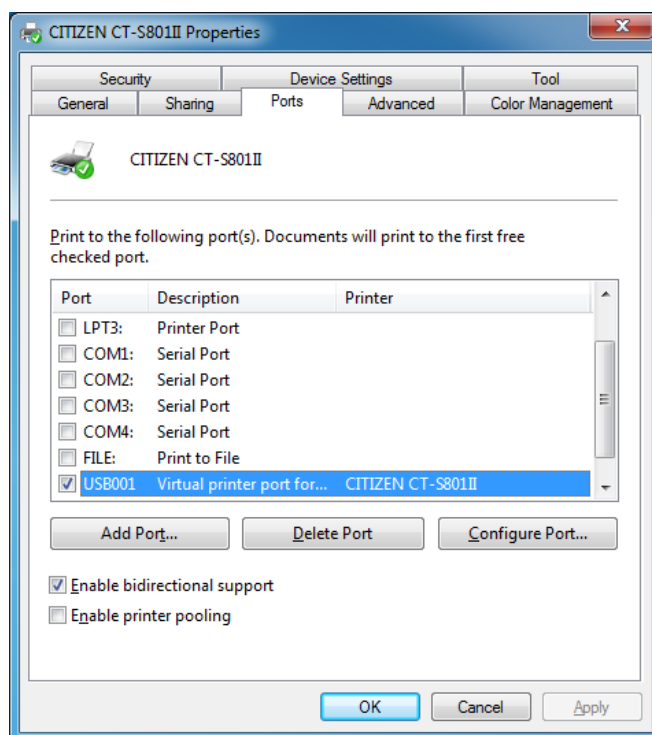 CITIZEN CT-S801II Properties
Security Device Settings Tool
General Sharing Ports Advanced Color Management
CITIZEN CT-S801II
Print to the following port(s). Documents will print to the first free
checked port.
Port Description Printer
LPT3: Printer Port
COM1: Serial Port
COM2: Serial Port
COM3: Serial Port
COM4: Serial Port
FILE: Print to File
USB001 Virtual printer port for... CITIZEN CT-S801II
Add Port... Delete Port Configure Port...
Enable bidirectional support
Enable printer pooling
OK Cancel Apply